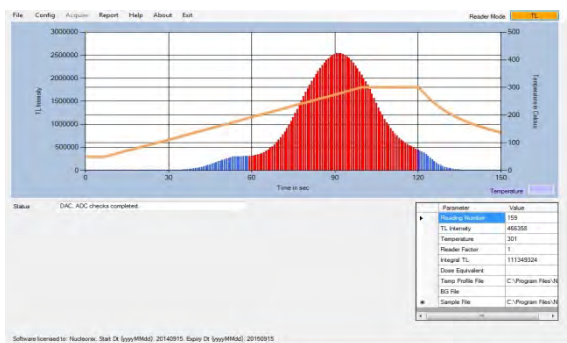 File Config Acquire Report Help About Exit Reader Mode TL
3000000 500
2500000 400
2000000 300
1500000 200
1000000 100
500000 0
0
TL Intensity
Temperature Celsius
0 30 60 90 120 150
Time in sec
Temperature
Status DAC, ADC checks completed.
Parameter Value
Reading Number 159
TL Intensity 466358
Temperature 301
Reader Factor 1
Integral TL 111349324
Dose Equivalent
Temp Profile File C:\Program Files\N
BG File
Sample File C:\Program Files\N
Software licensed to: Nucleonix, Start Dt (yyyyMMdd): 20140915, Expiry Dt (yyyyMMdd): 20150915